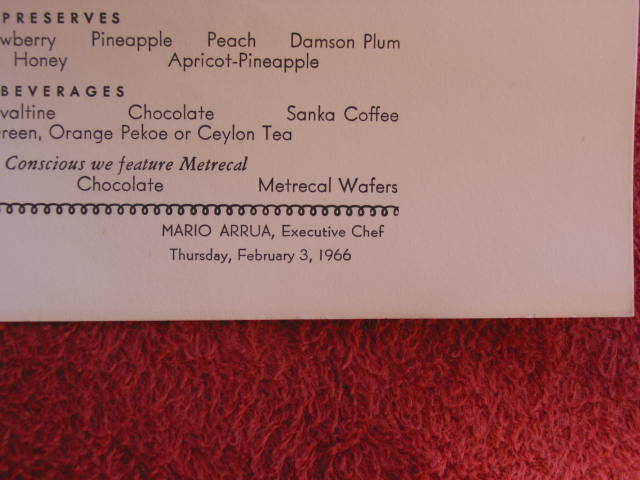 PRESERVES
wberry Pineapple Peach Damson Plum
Honey Apricot-Pineapple
BEVERAGES
valtine Chocolate Sanka Coffee
reen, Orange Pekoe or Ceylon Tea
Conscious we feature Metrecal
Chocolate Metrecal Wafers
MARIO ARRUA, Executive Chef
Thursday, February 3, 1966